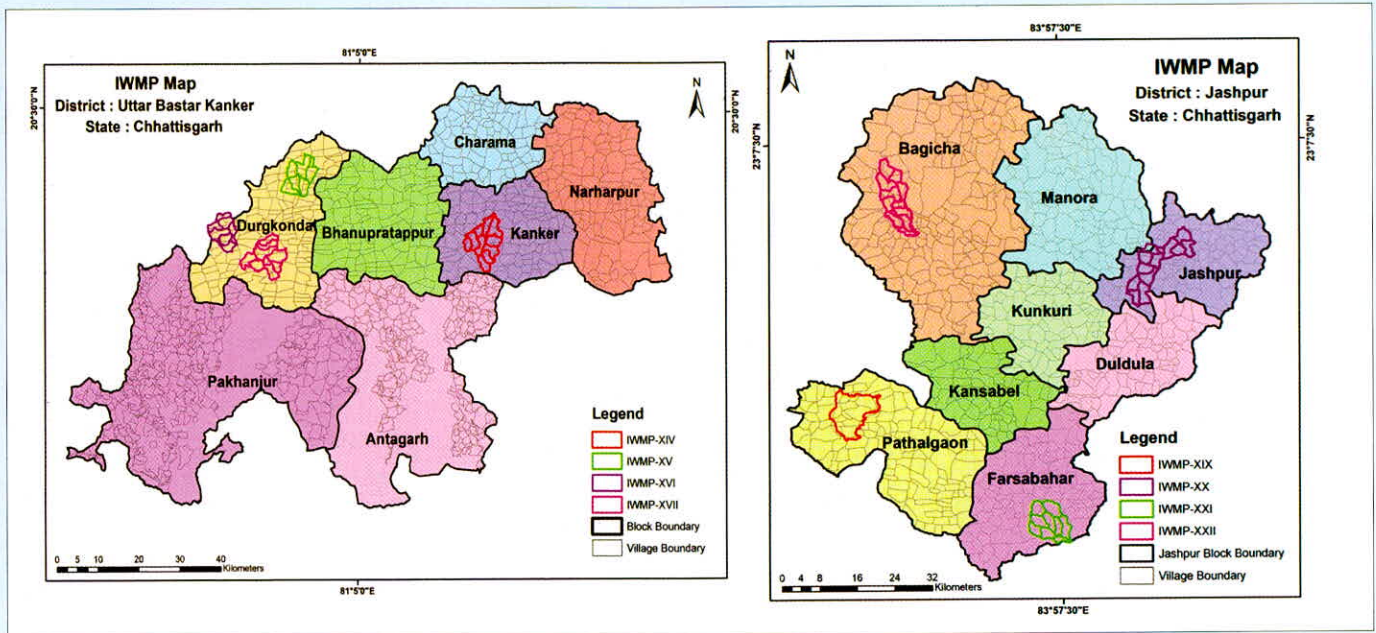 81°5'0"E
IWMP Map
District : Uttar Bastar Kanker
State : Chhattisgarh
N
20°30'0"N
20°30'0"N
Charama
Narharpur
Durgkonda
Bhanupratappur
Kanker
Pakhanjur
Antagarh
Legend
IWMP-XIV
IWMP-XV
IWMP-XVI
IWMP-XVII
Block Boundary
Village Boundary
0 5 10 20 30 40
Kilometers
81°5'0"E
83°57'30"E
N
IWMP Map
District : Jashpur
State : Chhattisgarh
23°7'30"N
23°7'30"N
Bagicha
Manora
Jashpur
Kunkuri
Duldula
Kansabel
Pathalgaon
Farsabahar
Legend
IWMP-XIX
IWMP-XX
IWMP-XXI
IWMP-XXII
Jashpur Block Boundary
Village Boundary
0 4 8 16 24 32
Kilometers
83°57'30"E